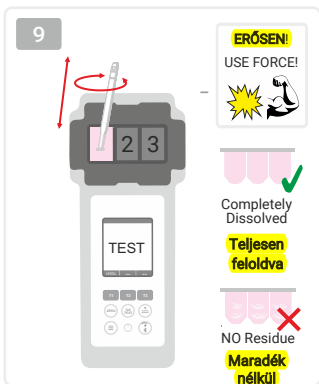 9
ERŐSEN!
USE FORCE!
2 3
TEST
Completely
Dissolved
Teljesen
feloldva
NO Residue
Maradék
nélkül